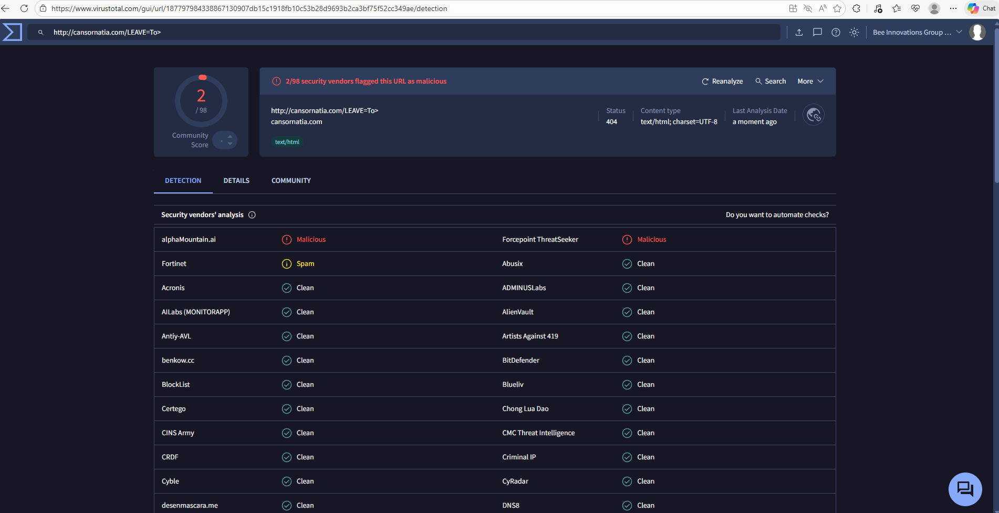 https://www.virustotal.com/gui/url/187797984338867130907db15c1918fb10c53b28d9693b2ca3bf75f52cc349ae/detection
Chat
http://cansornatia.com/LEAVE=To>
Bee Innovations Group ...
2
/ 98
Community
Score
2/98 security vendors flagged this URL as malicious
Reanalyze
Search
More
http://cansornatia.com/LEAVE=To>
cansornatia.com
text/html
Status
404
Content type
text/html; charset=UTF-8
Last Analysis Date
a moment ago
DETECTION
DETAILS
COMMUNITY
Security vendors' analysis
Do you want to automate checks?
alphaMountain.ai Malicious Forcepoint ThreatSeeker Malicious
Fortinet Spam Abusix Clean
Acronis Clean ADMINUSLabs Clean
AILabs (MONITORAPP) Clean AlienVault Clean
Antiy-AVL Clean Artists Against 419 Clean
benkow.cc Clean BitDefender Clean
BlockList Clean Blueliv Clean
Certego Clean Chong Lua Dao Clean
CINS Army Clean CMC Threat Intelligence Clean
CRDF Clean Criminal IP Clean
Cyble Clean CyRadar Clean
desenmascara.me Clean DNS8 Clean